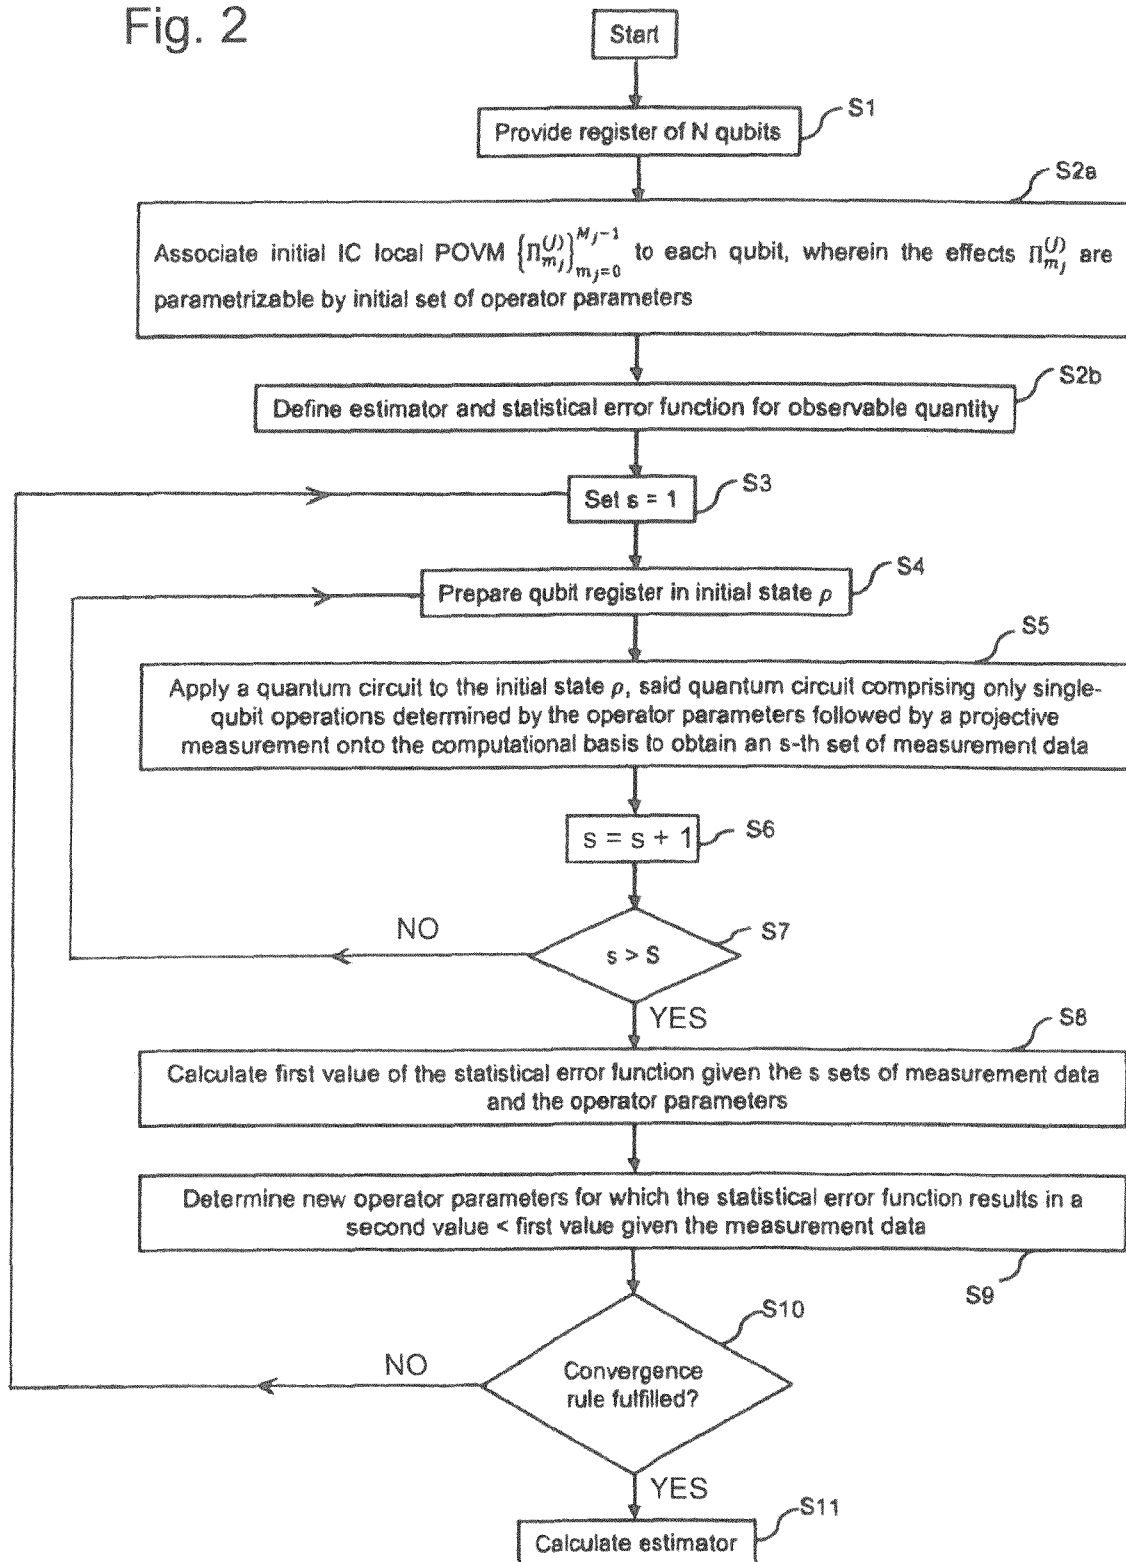 Fig. 2
Start
S1
Provide register of N qubits
S2a
Associate initial IC local POVM {Π_{m_j}^{(j)}}_{m_j=0}^{M_j-1} to each qubit, wherein the effects Π_{m_j}^{(j)} are
parametrizable by initial set of operator parameters
S2b
Define estimator and statistical error function for observable quantity
S3
Set s = 1
S4
Prepare qubit register in initial state ρ
S5
Apply a quantum circuit to the initial state ρ, said quantum circuit comprising only single-
qubit operations determined by the operator parameters followed by a projective
measurement onto the computational basis to obtain an s-th set of measurement data
s = s + 1
S6
NO
s > S
S7
YES
S8
Calculate first value of the statistical error function given the s sets of measurement data
and the operator parameters
Determine new operator parameters for which the statistical error function results in a
second value < first value given the measurement data
S9
S10
NO
Convergence
rule fulfilled?
YES
S11
Calculate estimator